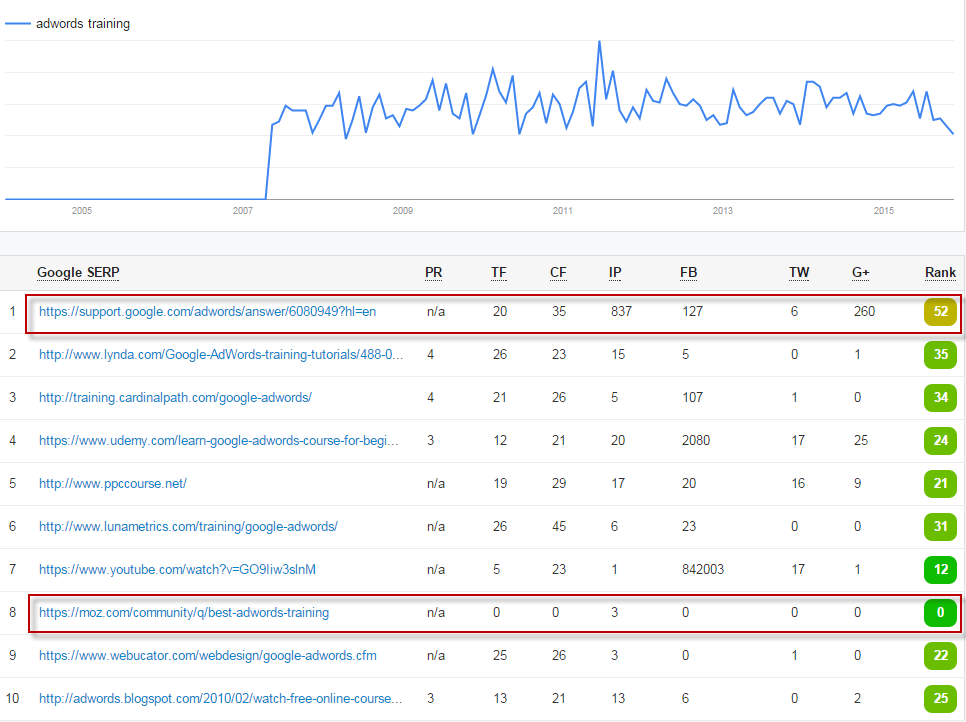 adwords training
2005 2007 2009 2011 2013 2015
Google SERP PR TF CF IP FB TW G+ Rank
1 https://support.google.com/adwords/answer/6080949?hl=en n/a 20 35 837 127 6 260 52
2 http://www.lynda.com/Google-AdWords-training-tutorials/488-0... 4 26 23 15 5 0 1 35
3 http://training.cardinalpath.com/google-adwords/ 4 21 26 5 107 1 0 34
4 https://www.udemy.com/learn-google-adwords-course-for-begi... 3 12 21 20 2080 17 25 24
5 http://www.ppccourse.net/ n/a 19 29 17 20 16 9 21
6 http://www.lunametrics.com/training/google-adwords/ n/a 26 45 6 23 0 0 31
7 https://www.youtube.com/watch?v=GO9Iiw3slnM n/a 5 23 1 842003 17 1 12
8 https://moz.com/community/q/best-adwords-training n/a 0 0 3 0 0 0 0
9 https://www.webucator.com/webdesign/google-adwords.cfm n/a 25 26 3 0 1 0 22
10 http://adwords.blogspot.com/2010/02/watch-free-online-course... 3 13 21 13 6 0 2 25